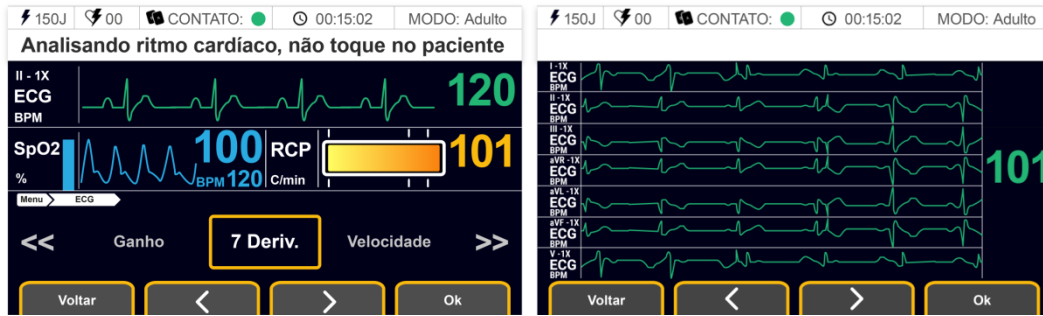 150J 00 CONTATO: 00:15:02 MODO: Adulto
Analisando ritmo cardíaco, não toque no paciente
II - 1X
ECG
BPM
120
SpO2
%
100
BPM 120
RCP
C/min
101
Menu ECG
<< Ganho 7 Deriv. Velocidade >>
Voltar < > Ok
150J 00 CONTATO: 00:15:02 MODO: Adulto
I -1X
ECG
BPM
II -1X
ECG
BPM
III -1X
ECG
BPM
aVR -1X
ECG
BPM
aVL -1X
ECG
BPM
aVF -1X
ECG
BPM
V -1X
ECG
BPM
101
Voltar < > Ok